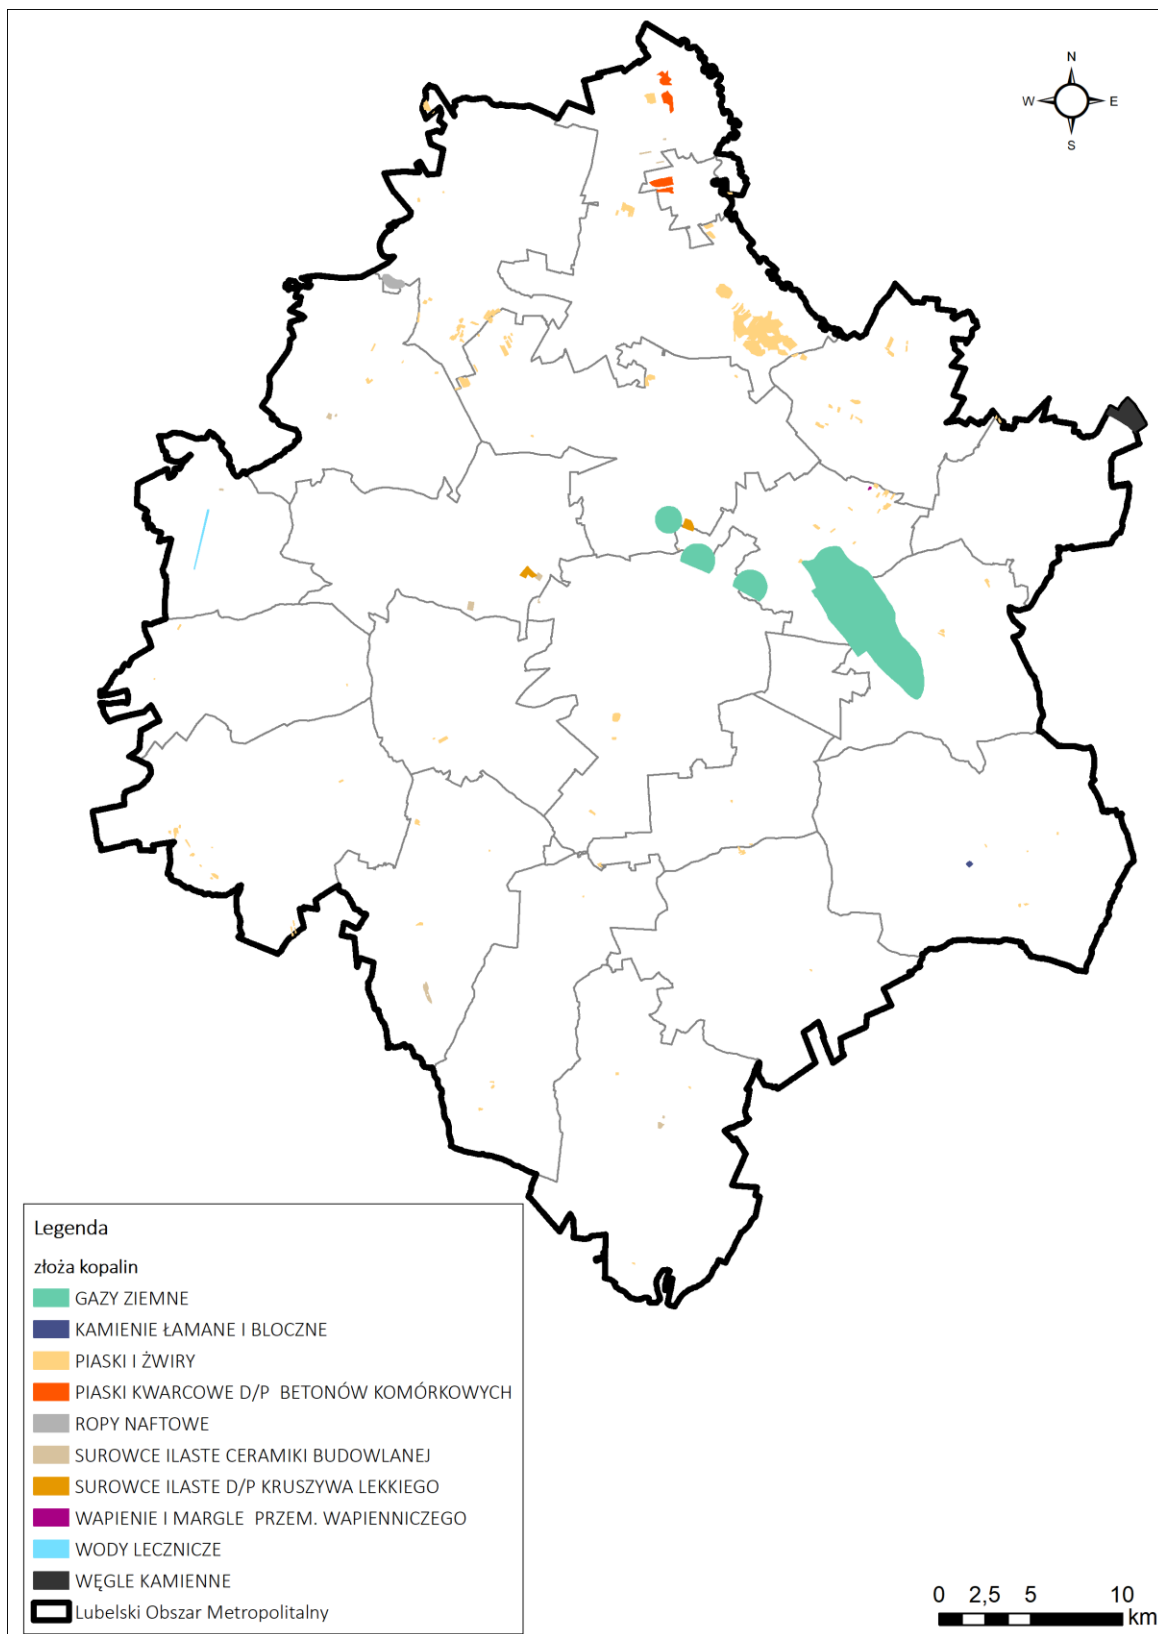 N
W E
S
Legenda
złoża kopalin
GAZY ZIEMNE
KAMIENIE ŁAMANE I BLOCZNE
PIASKI I ŻWIRY
PIASKI KWARCOWE D/P BETONÓW KOMÓRKOWYCH
ROPY NAFTOWE
SUROWCE ILASTE CERAMIKI BUDOWLANEJ
SUROWCE ILASTE D/P KRUSZYWA LEKKIEGO
WAPIENIE I MARGLE PRZEM. WAPIENNICZEGO
WODY LECZNICZE
WĘGLE KAMIENNE
Lubelski Obszar Metropolitalny
0 2,5 5 10
km